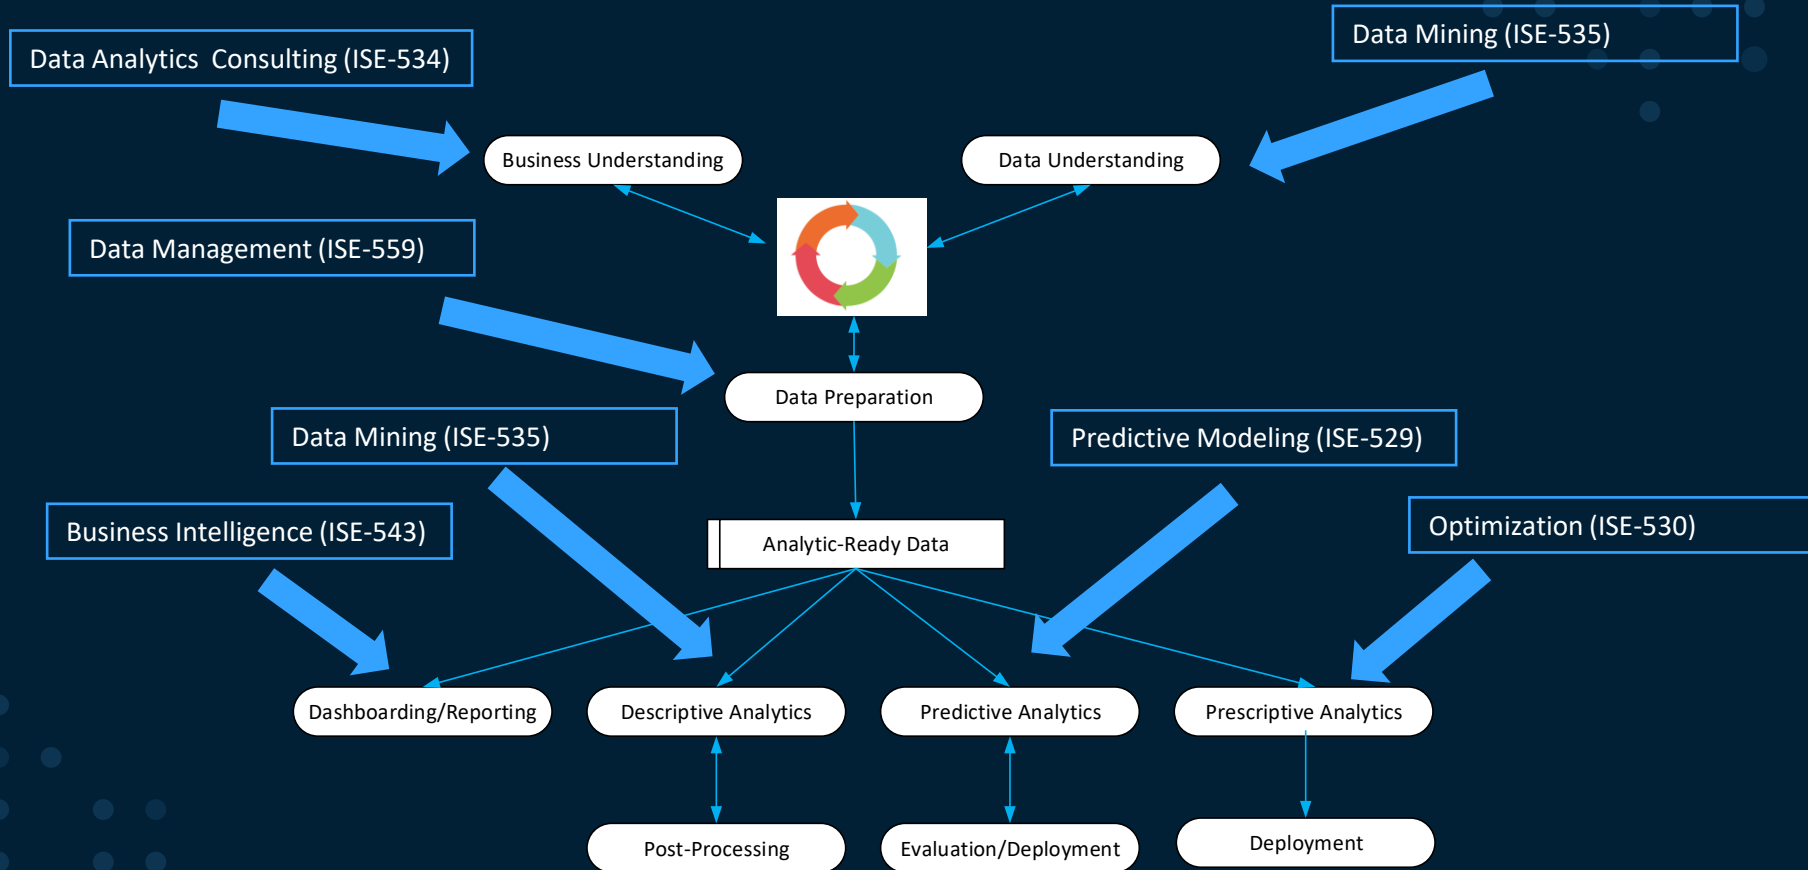 Data Analytics  Consulting (ISE-534)
Data Mining (ISE-535)
Business Understanding
Data Understanding
Data Management (ISE-559)
Data Preparation
Data Mining (ISE-535)
Predictive Modeling (ISE-529)
Business Intelligence (ISE-543)
Analytic-Ready Data
Optimization (ISE-530)
Dashboarding/Reporting
Descriptive Analytics
Predictive Analytics
Prescriptive Analytics
Post-Processing
Evaluation/Deployment
Deployment